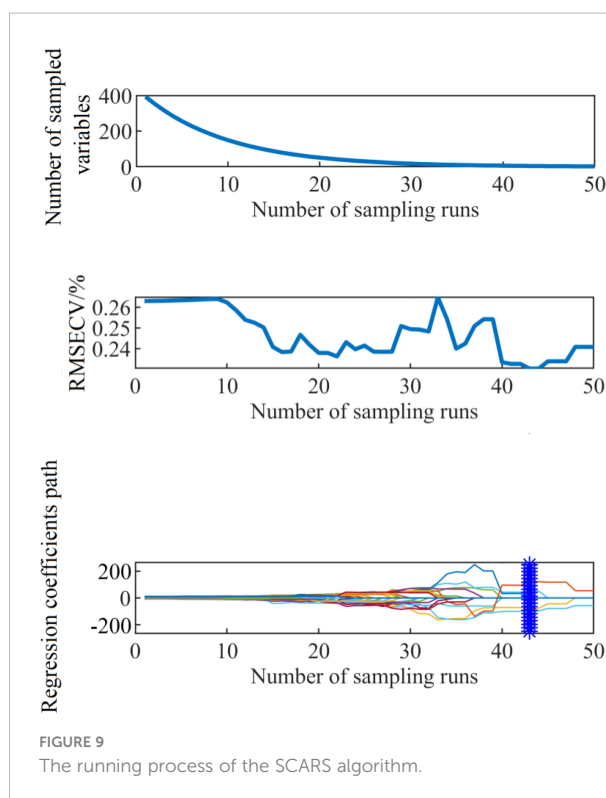 Number of sampled
variables
400
200
0
0 10 20 30 40 50
Number of sampling runs
RMSECV/%
0.26
0.25
0.24
0 10 20 30 40 50
Number of sampling runs
Regression coefficients path
200
0
-200
0 10 20 30 40 50
Number of sampling runs
FIGURE 9
The running process of the SCARS algorithm.